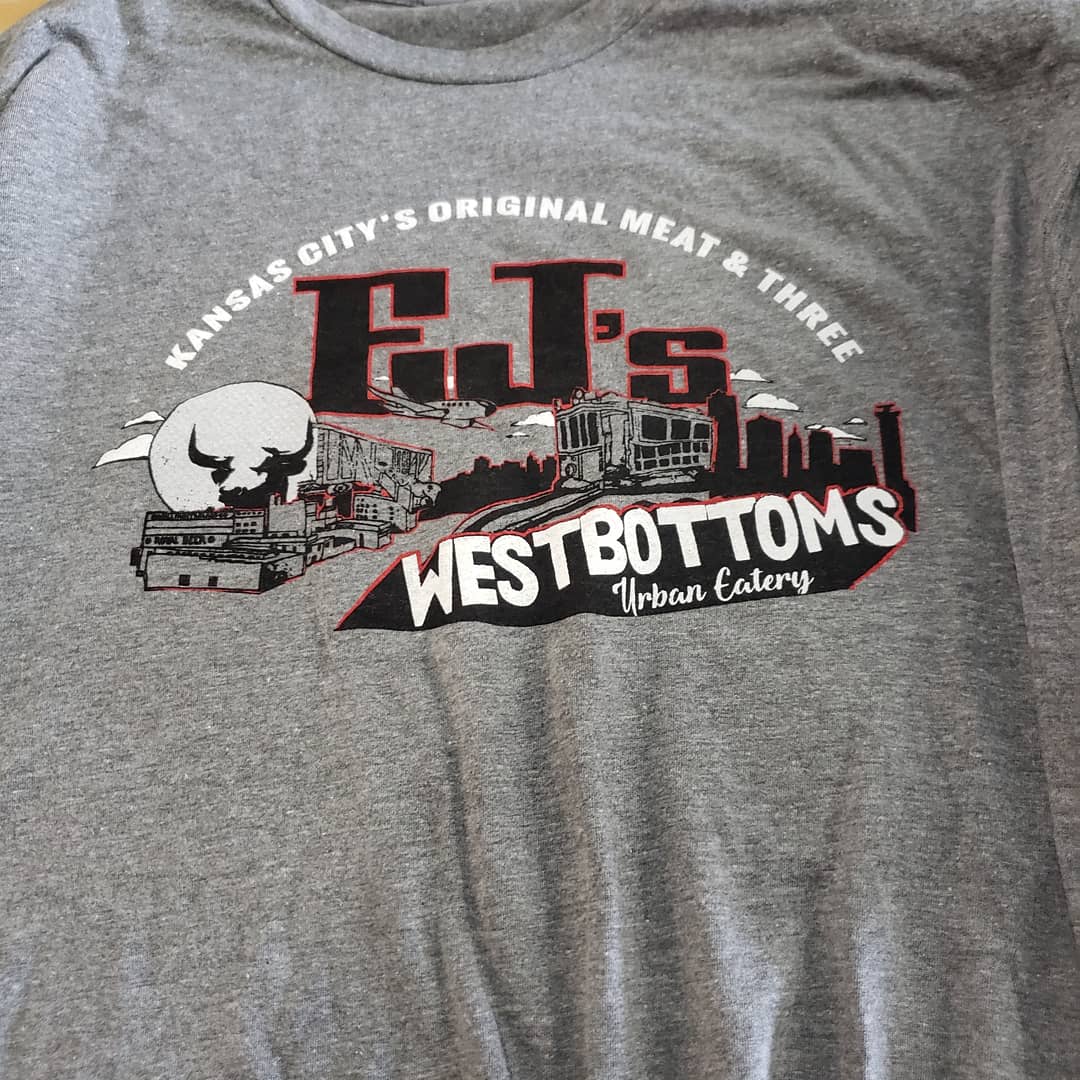 KANSAS CITY'S ORIGINAL MEAT & THREE
EJ's
WESTBOTTOMS
Urban Eatery